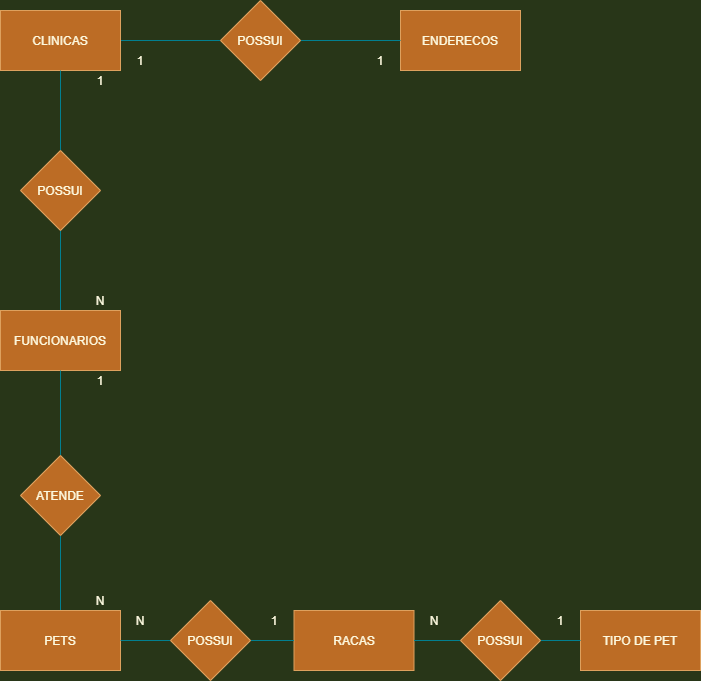 CLINICAS
POSSUI
ENDERECOS
1
1
1
POSSUI
N
FUNCIONARIOS
1
ATENDE
N
N
1
N
1
PETS
POSSUI
RACAS
POSSUI
TIPO DE PET